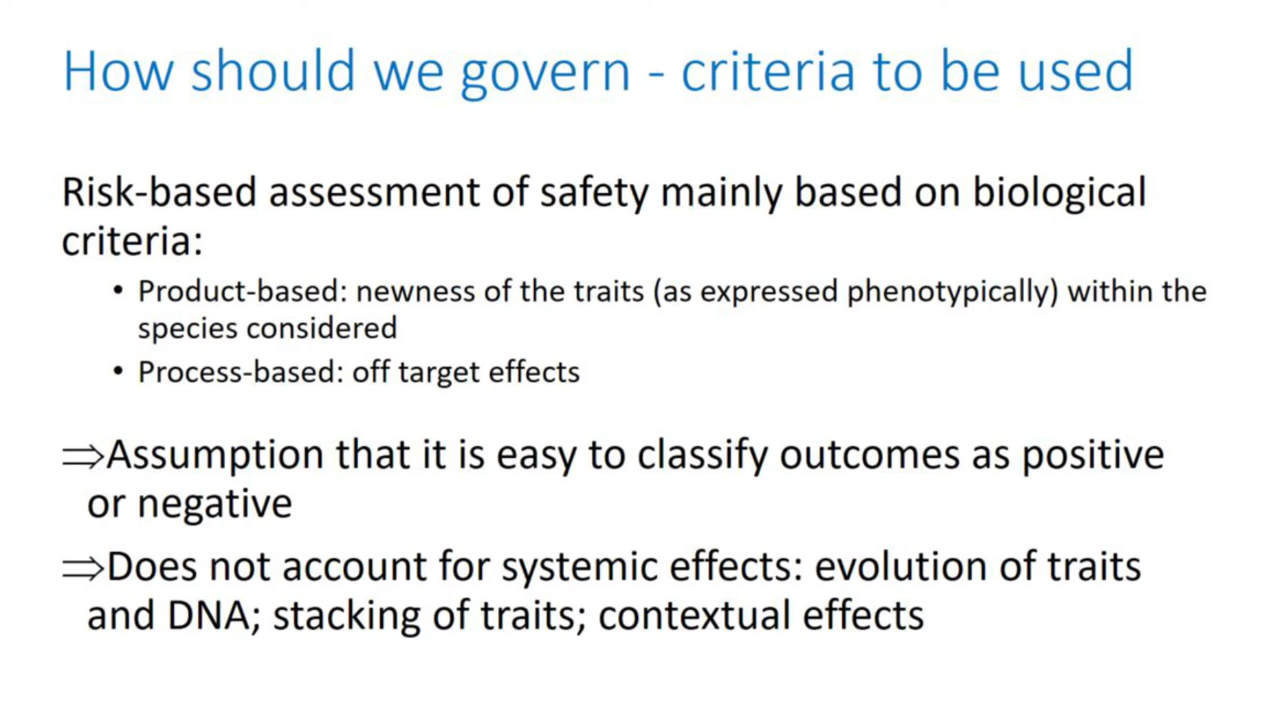 How should we govern - criteria to be used
Risk-based assessment of safety mainly based on biological
criteria:
• Product-based: newness of the traits (as expressed phenotypically) within the
species considered
• Process-based: off target effects
⇒Assumption that it is easy to classify outcomes as positive
or negative
⇒Does not account for systemic effects: evolution of traits
and DNA; stacking of traits; contextual effects